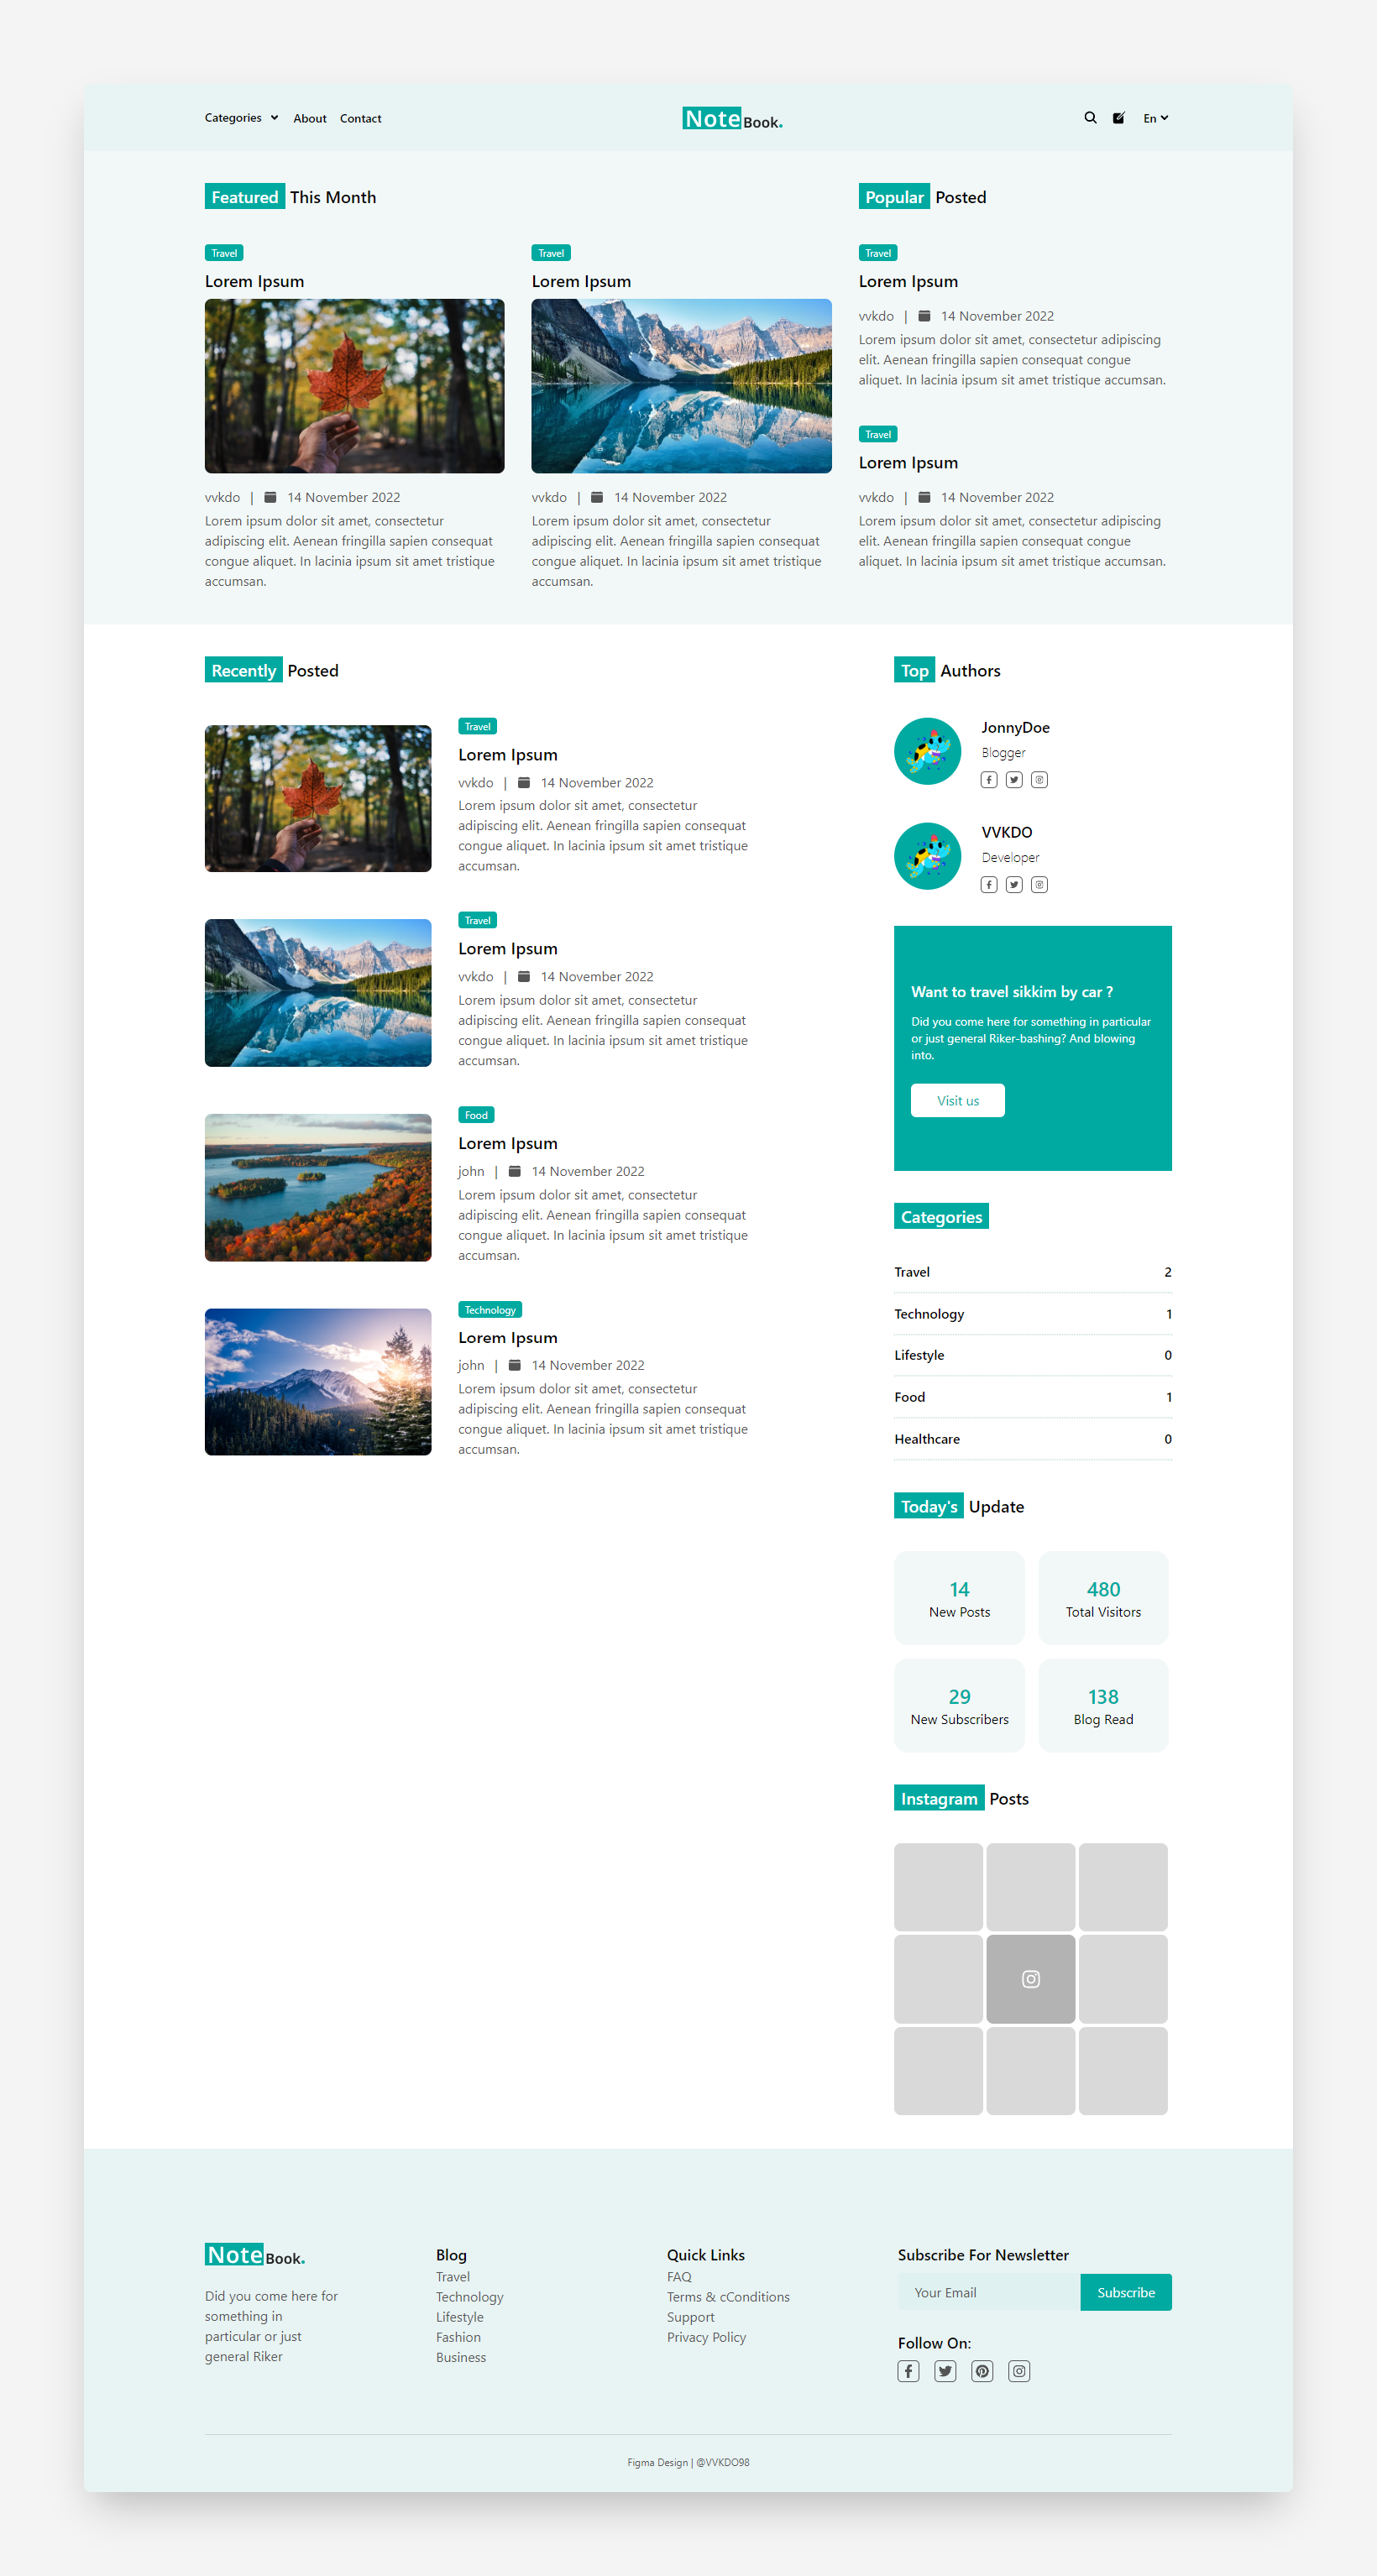 Categories About Contact
NoteBook.
En
Featured This Month
Travel
Lorem Ipsum
vvkdo | 14 November 2022
Lorem ipsum dolor sit amet, consectetur
adipiscing elit. Aenean fringilla sapien consequat
congue aliquet. In lacinia ipsum sit amet tristique
accumsan.
Travel
Lorem Ipsum
vvkdo | 14 November 2022
Lorem ipsum dolor sit amet, consectetur
adipiscing elit. Aenean fringilla sapien consequat
congue aliquet. In lacinia ipsum sit amet tristique
accumsan.
Popular Posted
Travel
Lorem Ipsum
vvkdo | 14 November 2022
Lorem ipsum dolor sit amet, consectetur adipiscing
elit. Aenean fringilla sapien consequat congue
aliquet. In lacinia ipsum sit amet tristique accumsan.
Travel
Lorem Ipsum
vvkdo | 14 November 2022
Lorem ipsum dolor sit amet, consectetur adipiscing
elit. Aenean fringilla sapien consequat congue
aliquet. In lacinia ipsum sit amet tristique accumsan.
Recently Posted
Travel
Lorem Ipsum
vvkdo | 14 November 2022
Lorem ipsum dolor sit amet, consectetur
adipiscing elit. Aenean fringilla sapien consequat
congue aliquet. In lacinia ipsum sit amet tristique
accumsan.
Travel
Lorem Ipsum
vvkdo | 14 November 2022
Lorem ipsum dolor sit amet, consectetur
adipiscing elit. Aenean fringilla sapien consequat
congue aliquet. In lacinia ipsum sit amet tristique
accumsan.
Food
Lorem Ipsum
john | 14 November 2022
Lorem ipsum dolor sit amet, consectetur
adipiscing elit. Aenean fringilla sapien consequat
congue aliquet. In lacinia ipsum sit amet tristique
accumsan.
Technology
Lorem Ipsum
john | 14 November 2022
Lorem ipsum dolor sit amet, consectetur
adipiscing elit. Aenean fringilla sapien consequat
congue aliquet. In lacinia ipsum sit amet tristique
accumsan.
Top Authors
JonnyDoe
Blogger
VVKDO
Developer
Want to travel sikkim by car ?
Did you come here for something in particular
or just general Riker-bashing? And blowing
into.
Visit us
Categories
Travel 2
Technology 1
Lifestyle 0
Food 1
Healthcare 0
Today's Update
14
New Posts
480
Total Visitors
29
New Subscribers
138
Blog Read
Instagram Posts
NoteBook.
Did you come here for
something in
particular or just
general Riker
Blog
Travel
Technology
Lifestyle
Fashion
Business
Quick Links
FAQ
Terms & cConditions
Support
Privacy Policy
Subscribe For Newsletter
Your Email Subscribe
Follow On:
Figma Design | @VVKDO98